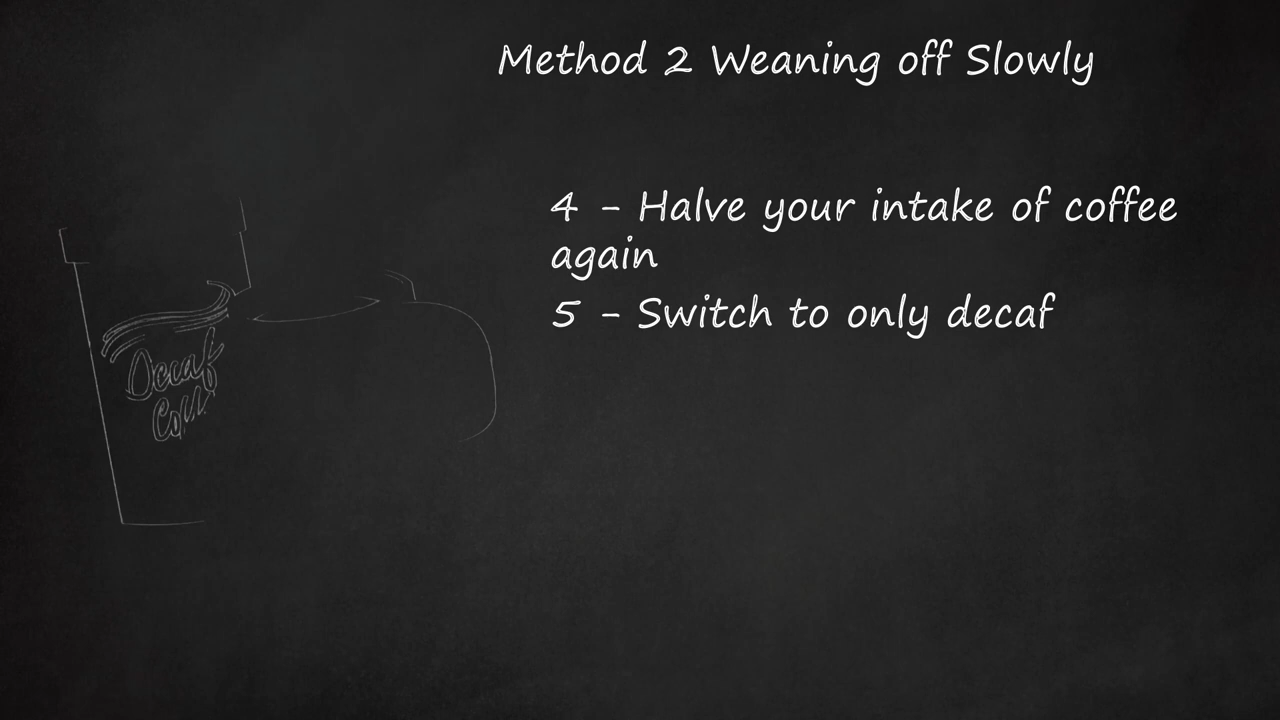 Method 2 Weaning off Slowly
4 - Halve your intake of coffee
again
5 - Switch to only decaf
Decaf